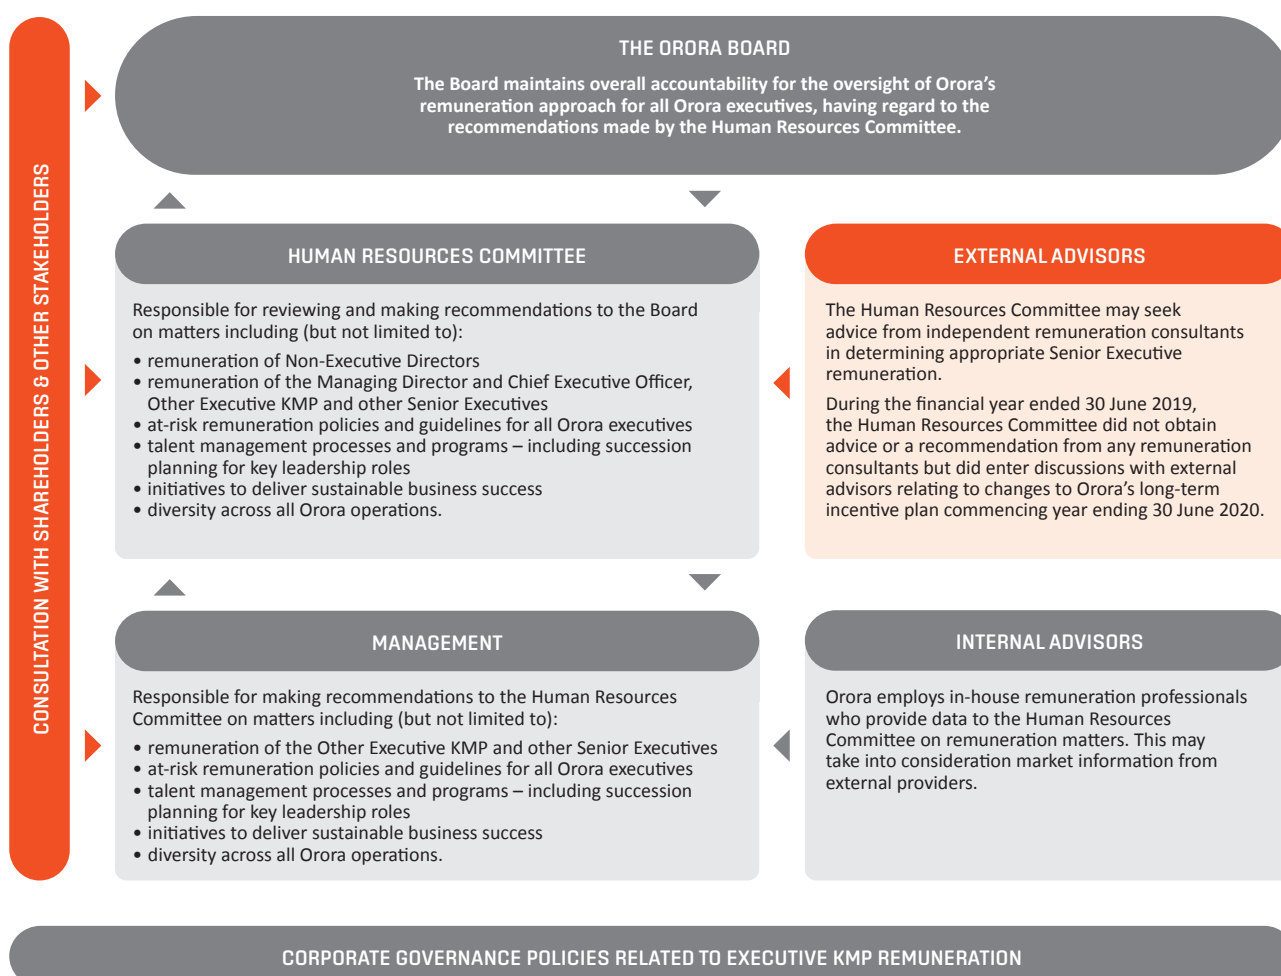 CONSULTATION WITH SHAREHOLDERS & OTHER STAKEHOLDERS
THE ORORA BOARD
The Board maintains overall accountability for the oversight of Orora’s
remuneration approach for all Orora executives, having regard to the
recommendations made by the Human Resources Committee.
HUMAN RESOURCES COMMITTEE
Responsible for reviewing and making recommendations to the Board
on matters including (but not limited to):
• remuneration of Non-Executive Directors
• remuneration of the Managing Director and Chief Executive Officer,
Other Executive KMP and other Senior Executives
• at-risk remuneration policies and guidelines for all Orora executives
• talent management processes and programs – including succession
planning for key leadership roles
• initiatives to deliver sustainable business success
• diversity across all Orora operations.
EXTERNAL ADVISORS
The Human Resources Committee may seek
advice from independent remuneration consultants
in determining appropriate Senior Executive
remuneration.
During the financial year ended 30 June 2019,
the Human Resources Committee did not obtain
advice or a recommendation from any remuneration
consultants but did enter discussions with external
advisors relating to changes to Orora’s long-term
incentive plan commencing year ending 30 June 2020.
MANAGEMENT
Responsible for making recommendations to the Human Resources
Committee on matters including (but not limited to):
• remuneration of the Other Executive KMP and other Senior Executives
• at-risk remuneration policies and guidelines for all Orora executives
• talent management processes and programs – including succession
planning for key leadership roles
• initiatives to deliver sustainable business success
• diversity across all Orora operations.
INTERNAL ADVISORS
Orora employs in-house remuneration professionals
who provide data to the Human Resources
Committee on remuneration matters. This may
take into consideration market information from
external providers.
CORPORATE GOVERNANCE POLICIES RELATED TO EXECUTIVE KMP REMUNERATION